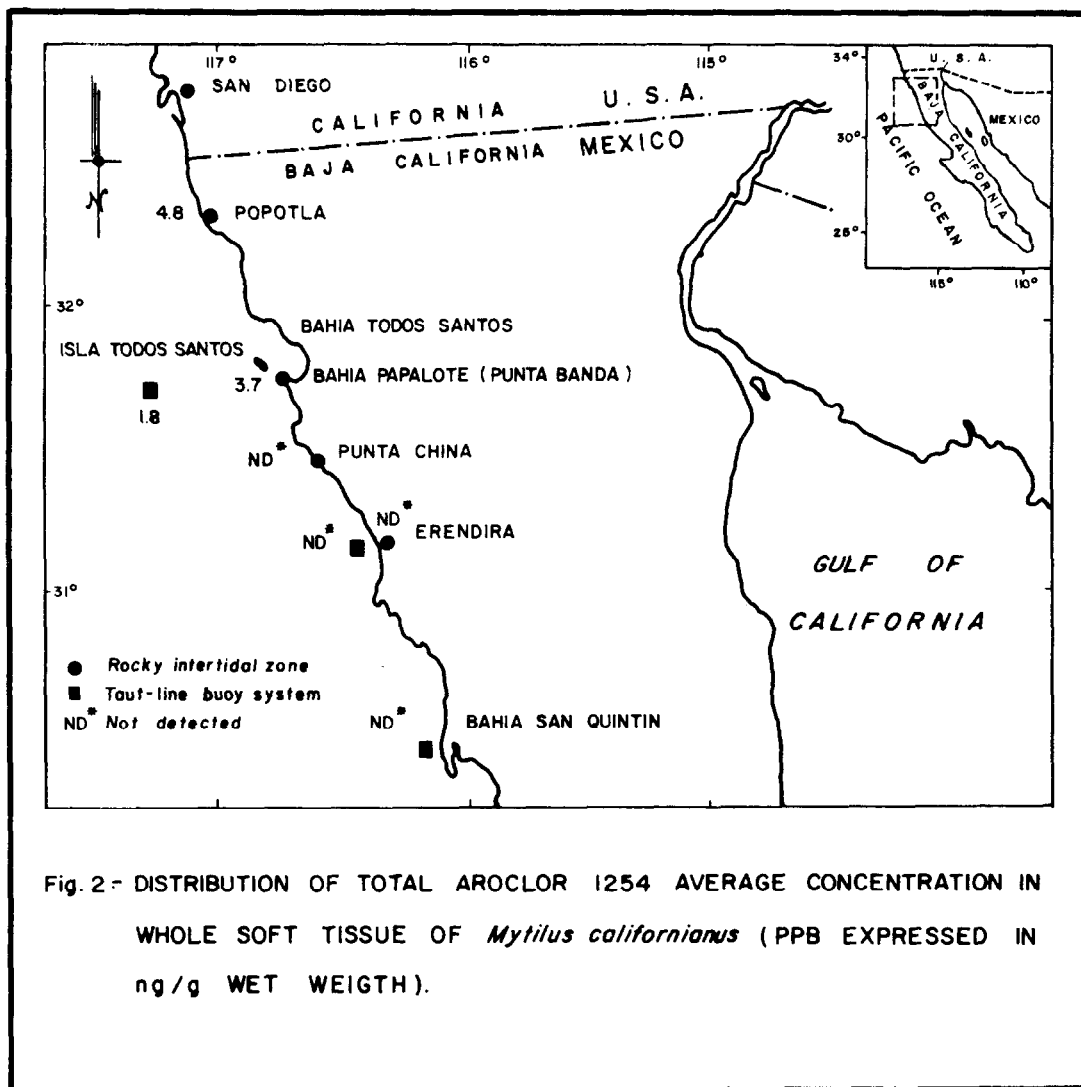 117°
116°
115°
SAN DIEGO
CALIFORNIA U.S.A.
BAJA CALIFORNIA MEXICO
N
4.8 POPOTLA
32°
BAHIA TODOS SANTOS
ISLA TODOS SANTOS
3.7 BAHIA PAPALOTE (PUNTA BANDA)
1.8
ND* PUNTA CHINA
ND*
ND* ERENDIRA
31°
GULF OF
CALIFORNIA
Rocky intertidal zone
Taut-line buoy system
ND* Not detected
ND* BAHIA SAN QUINTIN
34°
U.S.A.
30°
BAJA CALIFORNIA
MEXICO
PACIFIC OCEAN
25°
115°
110°
Fig. 2- DISTRIBUTION OF TOTAL AROCLOR 1254 AVERAGE CONCENTRATION IN
WHOLE SOFT TISSUE OF Mytilus californianus (PPB EXPRESSED IN
ng/g WET WEIGTH).